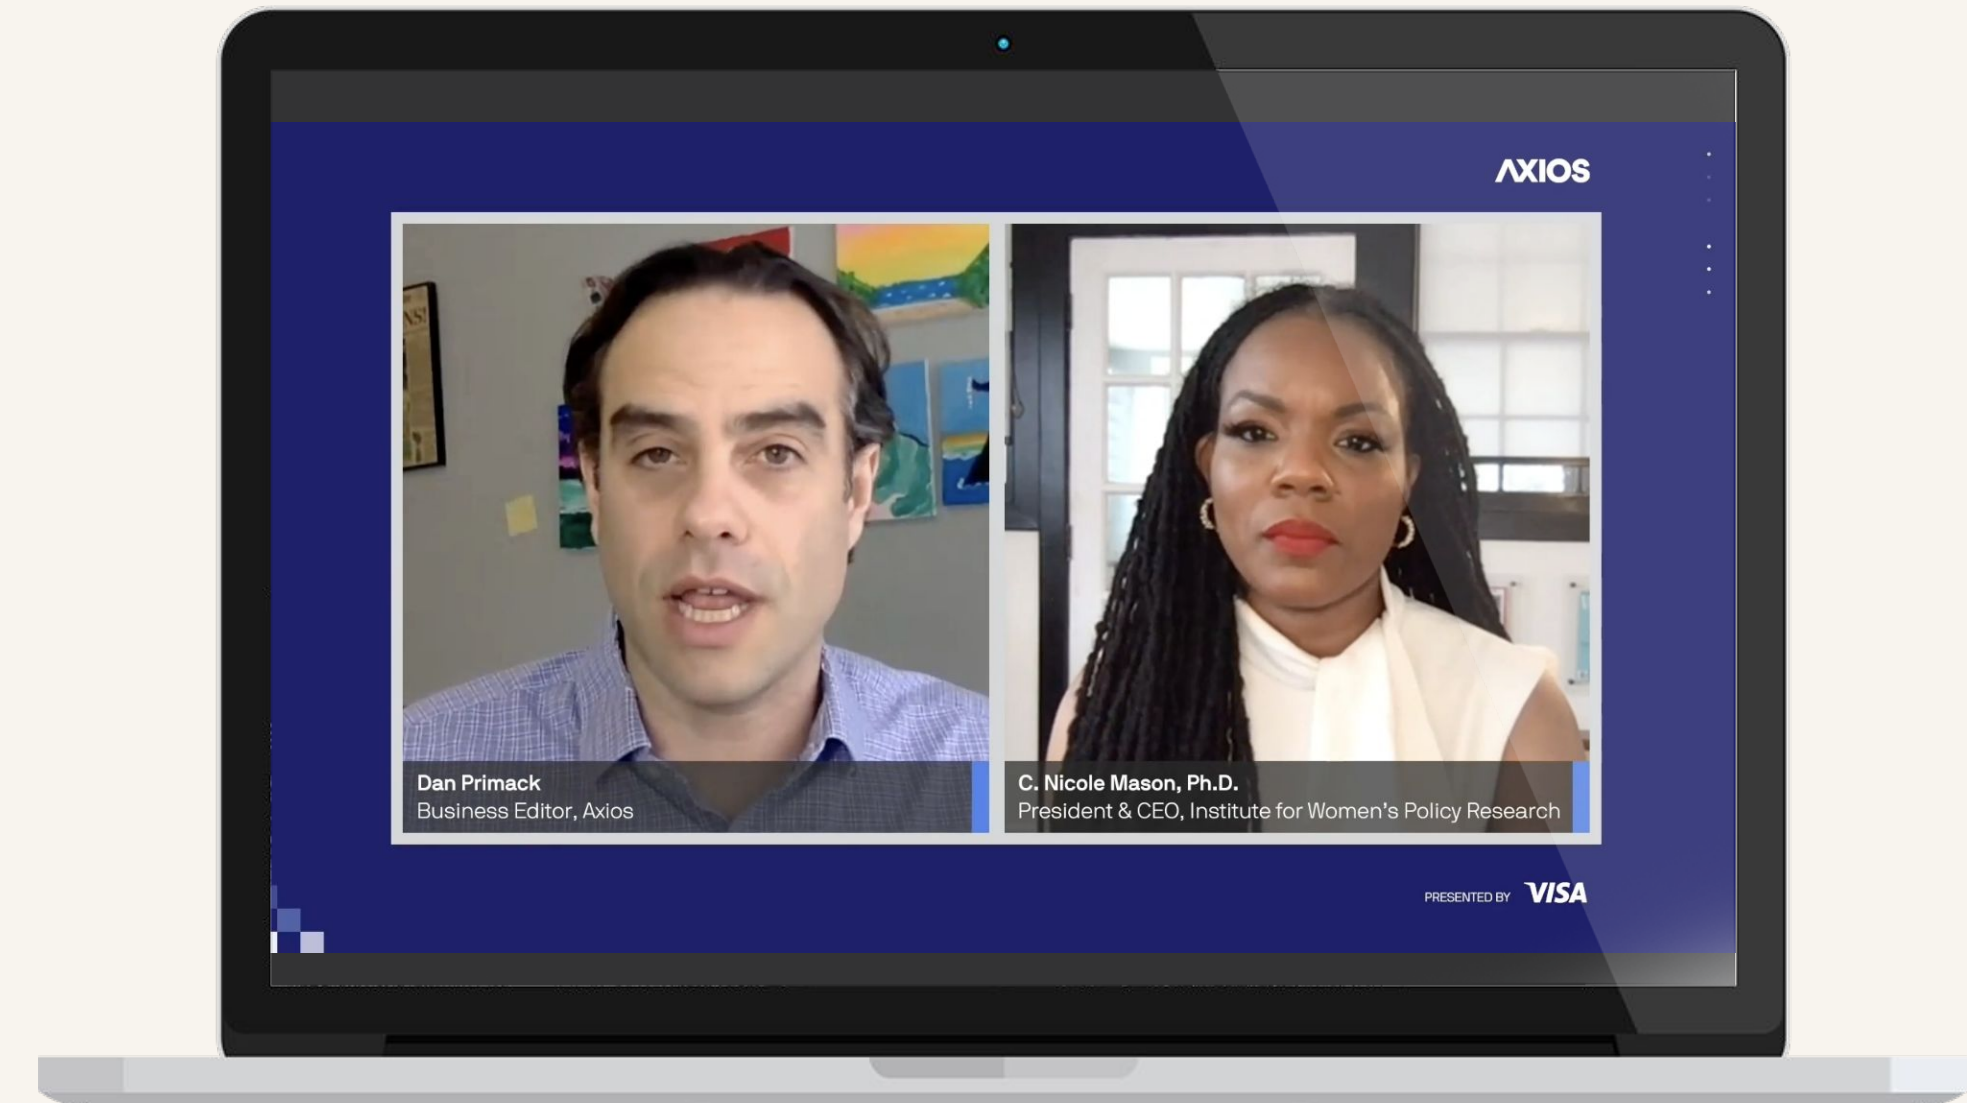 AXIOS
NS!
Dan Primack
Business Editor, Axios
C. Nicole Mason, Ph.D.
President & CEO, Institute for Women's Policy Research
PRESENTED BY VISA